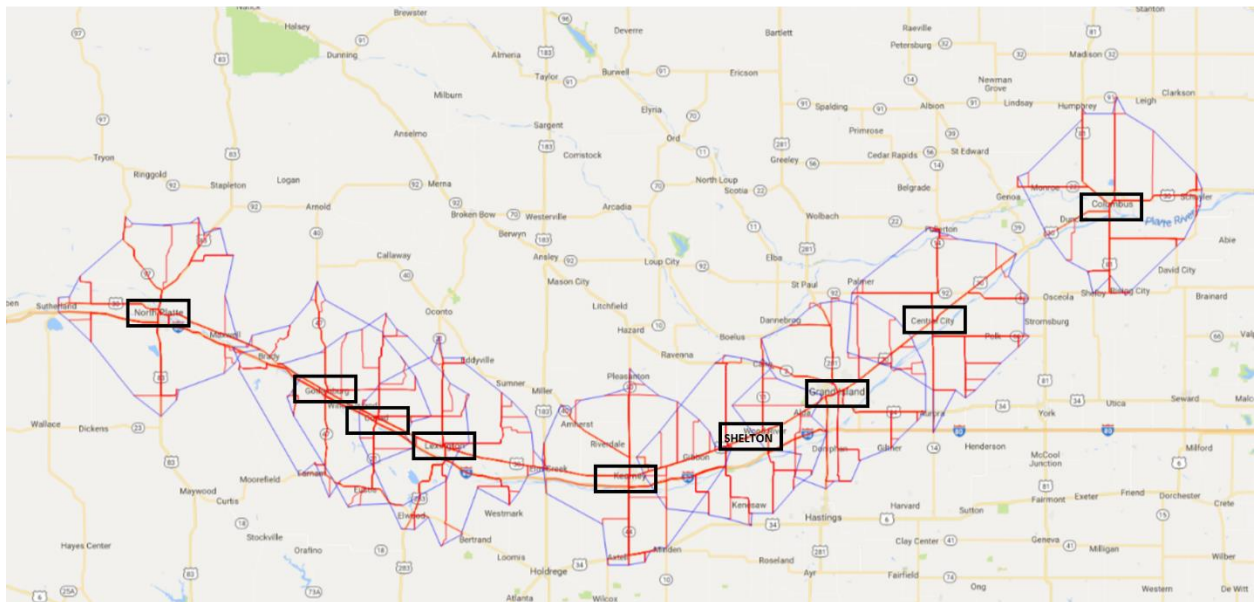 Halsey
Brewster
Deverre
Bartlett
Raeville
Petersburg
Stanton
Madison
Dunning
Almeria
Taylor
Burwell
Ericson
Newman
Grove
Clarkson
Leigh
Humphrey
Lindsay
Albion
Spalding
Milburn
Elyria
Sargent
Ord
Primrose
St Edward
Anselmo
Comstock
Greeley
Cedar Rapids
Tryon
Ringgold
Stapleton
Logan
Arnold
Merna
North Loup
Scotia
Belgrade
Genoa
Monroe
Columbus
Schuyler
Broken Bow
Westerville
Arcadia
Wolbach
Platte River
Berwyn
Abie
Callaway
Ansley
Loup City
Elba
David City
Mason City
St Paul
Palmer
Osceola
Shelby
Rising City
Brainard
Sutherland
North Platte
Maxwell
Oconto
Litchfield
Hazard
Dannebrog
Central City
Stromsburg
Polk
Boelus
Ravenna
Brady
Eddyville
Sumner
Miller
Pleasanton
Gothenburg
Grand Island
Aurora
York
Utica
Seward
Milford
Wallace
Dickens
Amherst
Riverdale
SHELTON
Lexington
Gibbon
Doniphan
Giltner
Henderson
McCool
Junction
Elm Creek
Kearney
Maywood
Curtis
Moorefield
Farnam
Elwood
Westmark
Kenesaw
Hastings
Harvard
Sutton
Fairmont
Exeter
Friend
Dorchester
Crete
Stockville
Bertrand
Loomis
Axtell
Minden
Hayes Center
Orafino
Holdrege
Roseland
Clay Center
Geneva
Milligan
Wilber
Ayr
Fairfield
Ong
Western
De Witt
Atlanta
Wilcox